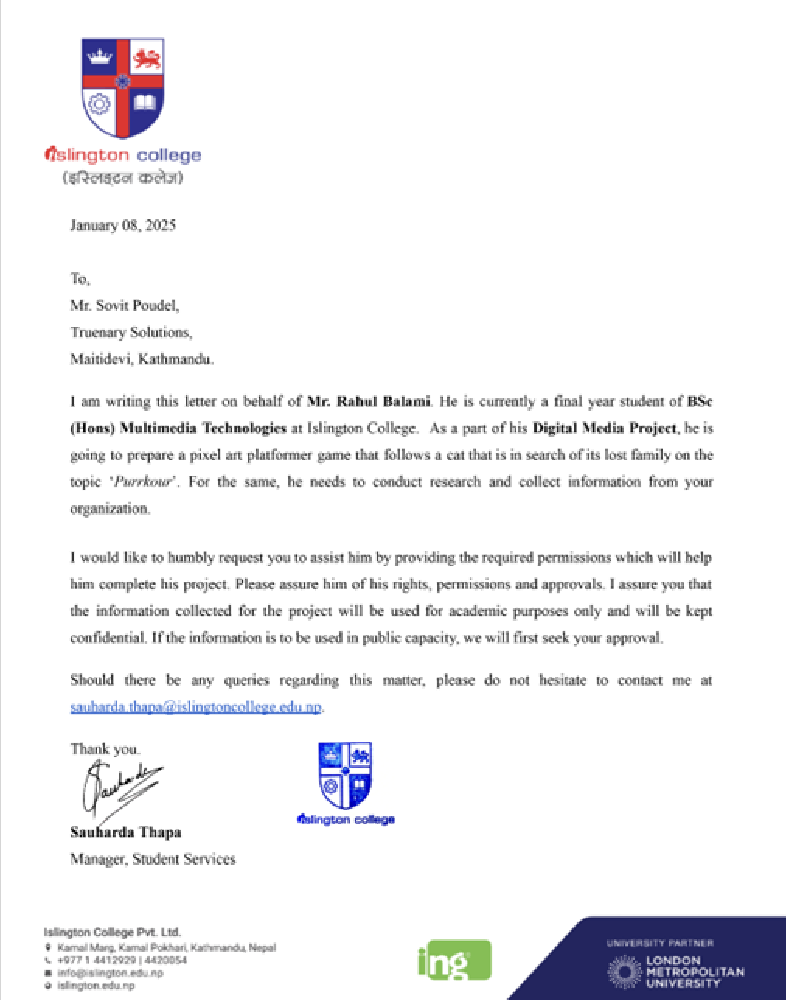 islington college
(इस्लिङ्टन कलेज)
January 08, 2025
To,
Mr. Sovit Poudel,
Truenary Solutions,
Maitidevi, Kathmandu.
I am writing this letter on behalf of Mr. Rahul Balami. He is currently a final year student of BSc
(Hons) Multimedia Technologies at Islington College. As a part of his Digital Media Project, he is
going to prepare a pixel art platformer game that follows a cat that is in search of its lost family on the
topic ‘Purrkour’. For the same, he needs to conduct research and collect information from your
organization.
I would like to humbly request you to assist him by providing the required permissions which will help
him complete his project. Please assure him of his rights, permissions and approvals. I assure you that
the information collected for the project will be used for academic purposes only and will be kept
confidential. If the information is to be used in public capacity, we will first seek your approval.
Should there be any queries regarding this matter, please do not hesitate to contact me at
sauharda.thapa@islingtoncollege.edu.np.
Thank you.
Sauharda
islington college
Sauharda Thapa
Manager, Student Services
Islington College Pvt. Ltd.
Kamal Marg, Kamal Pokhari, Kathmandu, Nepal
+977 1 4412929 | 4420054
info@islington.edu.np
islington.edu.np
ing
UNIVERSITY PARTNER
LONDON
METROPOLITAN
UNIVERSITY